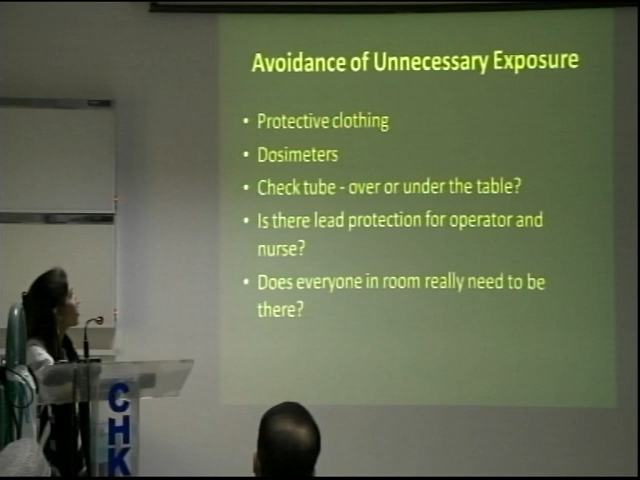 Avoidance of Unnecessary Exposure
• Protective clothing
• Dosimeters
• Check tube - over or under the table?
• Is there lead protection for operator and
nurse?
• Does everyone in room really need to be
there?
CHK